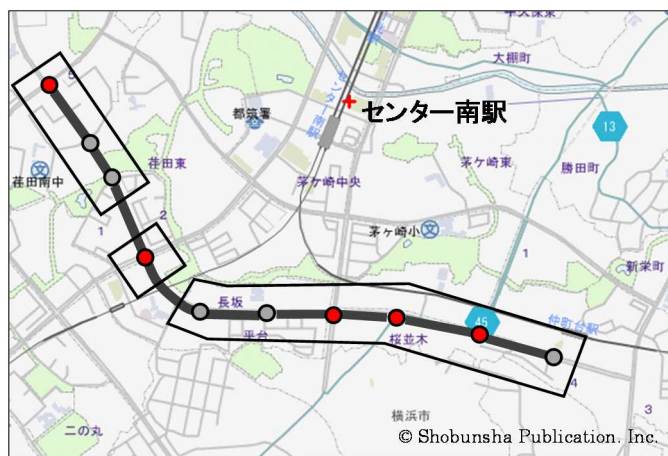 大棚町
センター南駅
都筑署
13
5
荏田東
茅ケ崎東
勝田町
荏田南中
茅ケ崎中央
2
1
茅ケ崎小
1
新栄町
長坂
仲町台駅
45
平台
桜並木
4
横浜市
3
二の丸
© Shobunsha Publication. Inc.